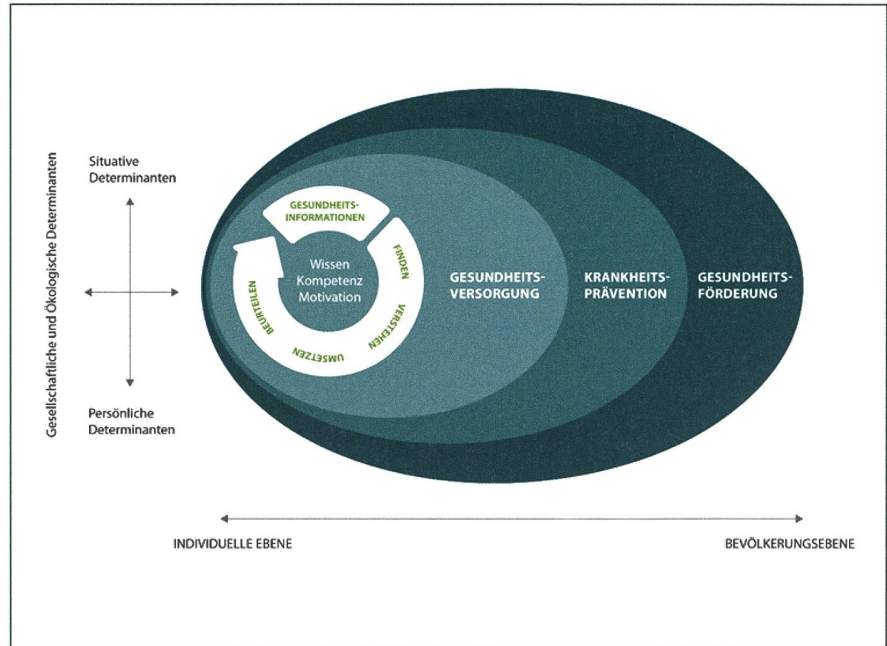 Gesellschaftliche und Ökologische Determinanten
Situative
Determinanten
Persönliche
Determinanten
GESUNDHEITS-
INFORMATIONEN
FINDEN
VERSTEHEN
UMSETZEN
BEURTEILEN
Wissen
Kompetenz
Motivation
GESUNDHEITS-
VERSORGUNG
KRANKHEITS-
PRÄVENTION
GESUNDHEITS-
FÖRDERUNG
INDIVIDUELLE EBENE
BEVÖLKERUNGSEBENE